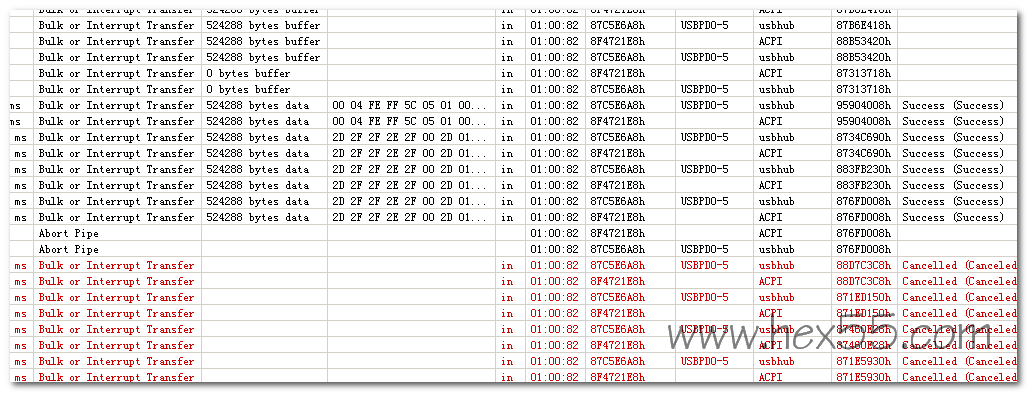 Bulk or Interrupt Transfer 524288 bytes buffer in 01:00:82 8F4721E8h ACPI 87B6E418h
Bulk or Interrupt Transfer 524288 bytes buffer in 01:00:82 87C5E6A8h USBPDO-5 usbhub 87B6E418h
Bulk or Interrupt Transfer 524288 bytes buffer in 01:00:82 8F4721E8h ACPI 88B53420h
Bulk or Interrupt Transfer 524288 bytes buffer in 01:00:82 87C5E6A8h USBPDO-5 usbhub 88B53420h
Bulk or Interrupt Transfer 0 bytes buffer in 01:00:82 8F4721E8h ACPI 87313718h
Bulk or Interrupt Transfer 0 bytes buffer in 01:00:82 87C5E6A8h USBPDO-5 usbhub 87313718h
ms Bulk or Interrupt Transfer 524288 bytes data 00 04 FE FF 5C 05 01 00... in 01:00:82 87C5E6A8h USBPDO-5 usbhub 95904008h Success (Success)
ms Bulk or Interrupt Transfer 524288 bytes data 00 04 FE FF 5C 05 01 00... in 01:00:82 8F4721E8h ACPI 95904008h Success (Success)
ms Bulk or Interrupt Transfer 524288 bytes data 2D 2F 2F 2E 2F 00 2D 01... in 01:00:82 87C5E6A8h USBPDO-5 usbhub 8734C690h Success (Success)
ms Bulk or Interrupt Transfer 524288 bytes data 2D 2F 2F 2E 2F 00 2D 01... in 01:00:82 8F4721E8h ACPI 8734C690h Success (Success)
ms Bulk or Interrupt Transfer 524288 bytes data 2D 2F 2F 2E 2F 00 2D 01... in 01:00:82 87C5E6A8h USBPDO-5 usbhub 883FB230h Success (Success)
ms Bulk or Interrupt Transfer 524288 bytes data 2D 2F 2F 2E 2F 00 2D 01... in 01:00:82 8F4721E8h ACPI 883FB230h Success (Success)
ms Bulk or Interrupt Transfer 524288 bytes data 2D 2F 2F 2E 2F 00 2D 01... in 01:00:82 87C5E6A8h USBPDO-5 usbhub 876FD008h Success (Success)
ms Bulk or Interrupt Transfer 524288 bytes data 2D 2F 2F 2E 2F 00 2D 01... in 01:00:82 8F4721E8h ACPI 876FD008h Success (Success)
Abort Pipe 01:00:82 8F4721E8h ACPI 876FD008h
Abort Pipe 01:00:82 87C5E6A8h USBPDO-5 usbhub 876FD008h
ms Bulk or Interrupt Transfer in 01:00:82 87C5E6A8h USBPDO-5 usbhub 88D7C3C8h Cancelled (Canceled
ms Bulk or Interrupt Transfer in 01:00:82 8F4721E8h ACPI 88D7C3C8h Cancelled (Canceled
ms Bulk or Interrupt Transfer in 01:00:82 87C5E6A8h USBPDO-5 usbhub 871ED150h Cancelled (Canceled
ms Bulk or Interrupt Transfer in 01:00:82 8F4721E8h ACPI 871ED150h Cancelled (Canceled
ms Bulk or Interrupt Transfer in 01:00:82 87C5E6A8h USBPDO-5 usbhub Cancelled (Canceled
www.hex55.com
ms Bulk or Interrupt Transfer in 01:00:82 8F4721E8h ACPI Cancelled (Canceled
ms Bulk or Interrupt Transfer in 01:00:82 87C5E6A8h USBPDO-5 usbhub 871E5930h Cancelled (Canceled
ms Bulk or Interrupt Transfer in 01:00:82 8F4721E8h ACPI 871E5930h Cancelled (Canceled